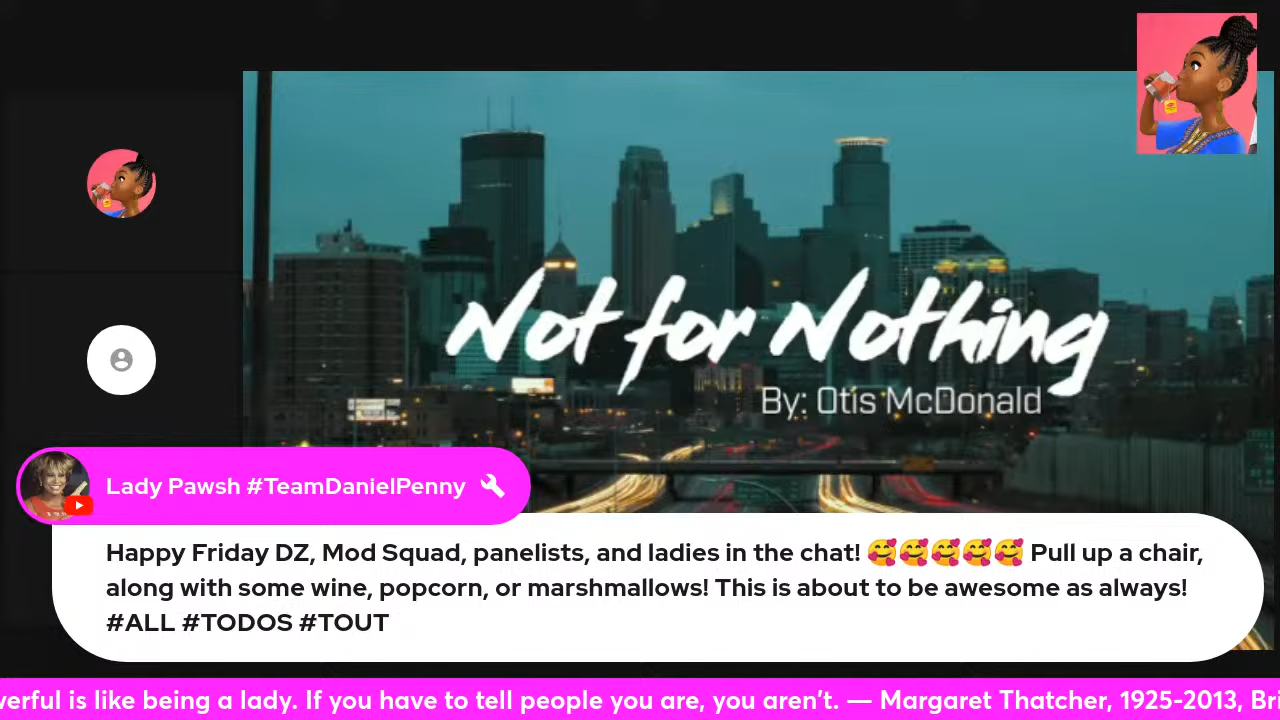 Not for Nothing
By: Otis McDonald
Lady Pawsh #TeamDanielPenny
Happy Friday DZ, Mod Squad, panelists, and ladies in the chat! 🥰🥰🥰🥰🥰 Pull up a chair,
along with some wine, popcorn, or marshmallows! This is about to be awesome as always!
#ALL #TODOS #TOUT
verful is like being a lady. If you have to tell people you are, you aren’t. — Margaret Thatcher, 1925-2013, Bri